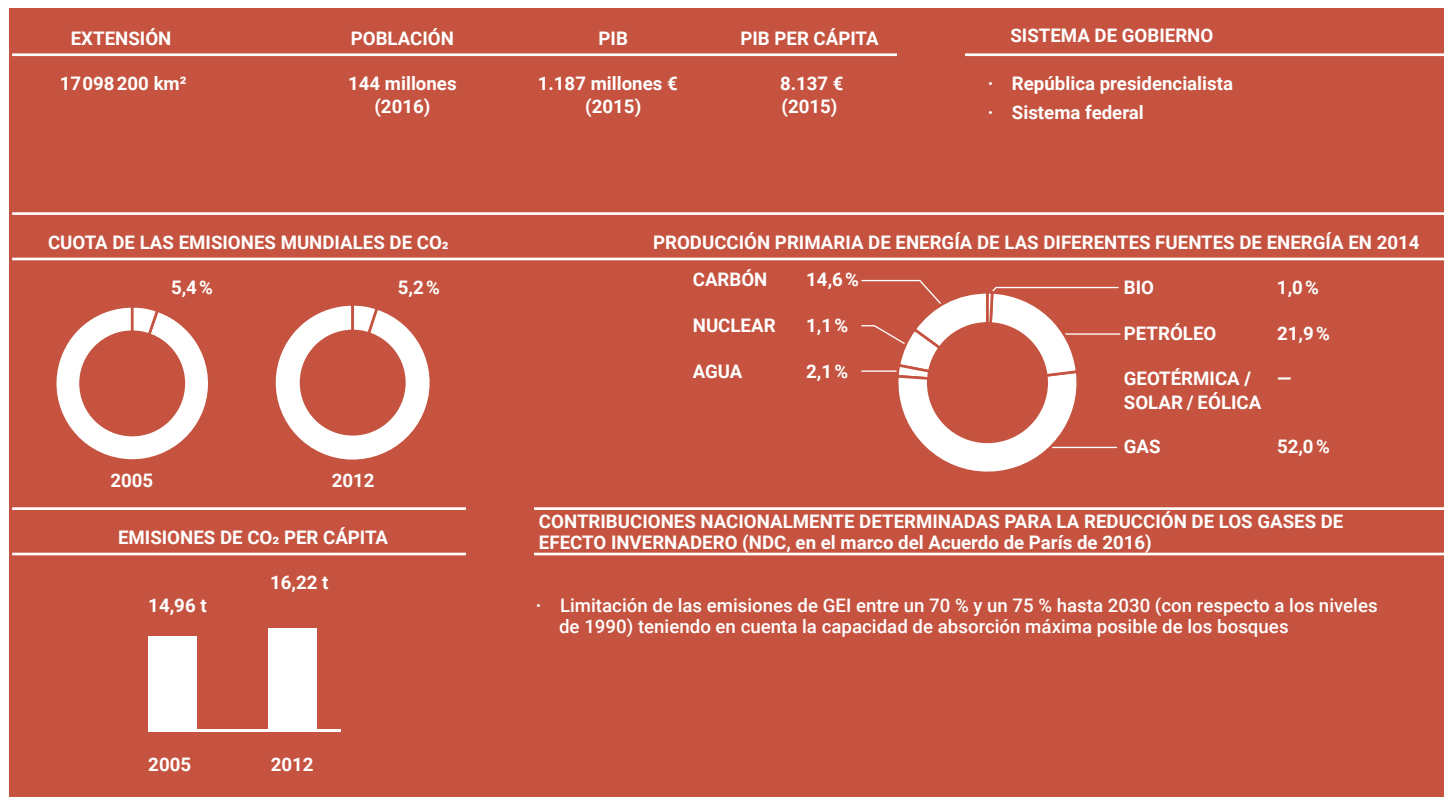 EXTENSIÓN
17 098 200 km²
POBLACIÓN
144 millones
(2016)
PIB
1.187 millones €
(2015)
PIB PER CÁPITA
8.137 €
(2015)
SISTEMA DE GOBIERNO
· República presidencialista
· Sistema federal
CUOTA DE LAS EMISIONES MUNDIALES DE CO₂
5,4 %
2005
5,2 %
2012
PRODUCCIÓN PRIMARIA DE ENERGÍA DE LAS DIFERENTES FUENTES DE ENERGÍA EN 2014
CARBÓN 14,6 %
NUCLEAR 1,1 %
AGUA 2,1 %
BIO 1,0 %
PETRÓLEO 21,9 %
GEOTÉRMICA / —
SOLAR / EÓLICA
GAS 52,0 %
EMISIONES DE CO₂ PER CÁPITA
14,96 t
16,22 t
2005
2012
CONTRIBUCIONES NACIONALMENTE DETERMINADAS PARA LA REDUCCIÓN DE LOS GASES DE
EFECTO INVERNADERO (NDC, en el marco del Acuerdo de París de 2016)
· Limitación de las emisiones de GEI entre un 70 % y un 75 % hasta 2030 (con respecto a los niveles
de 1990) teniendo en cuenta la capacidad de absorción máxima posible de los bosques